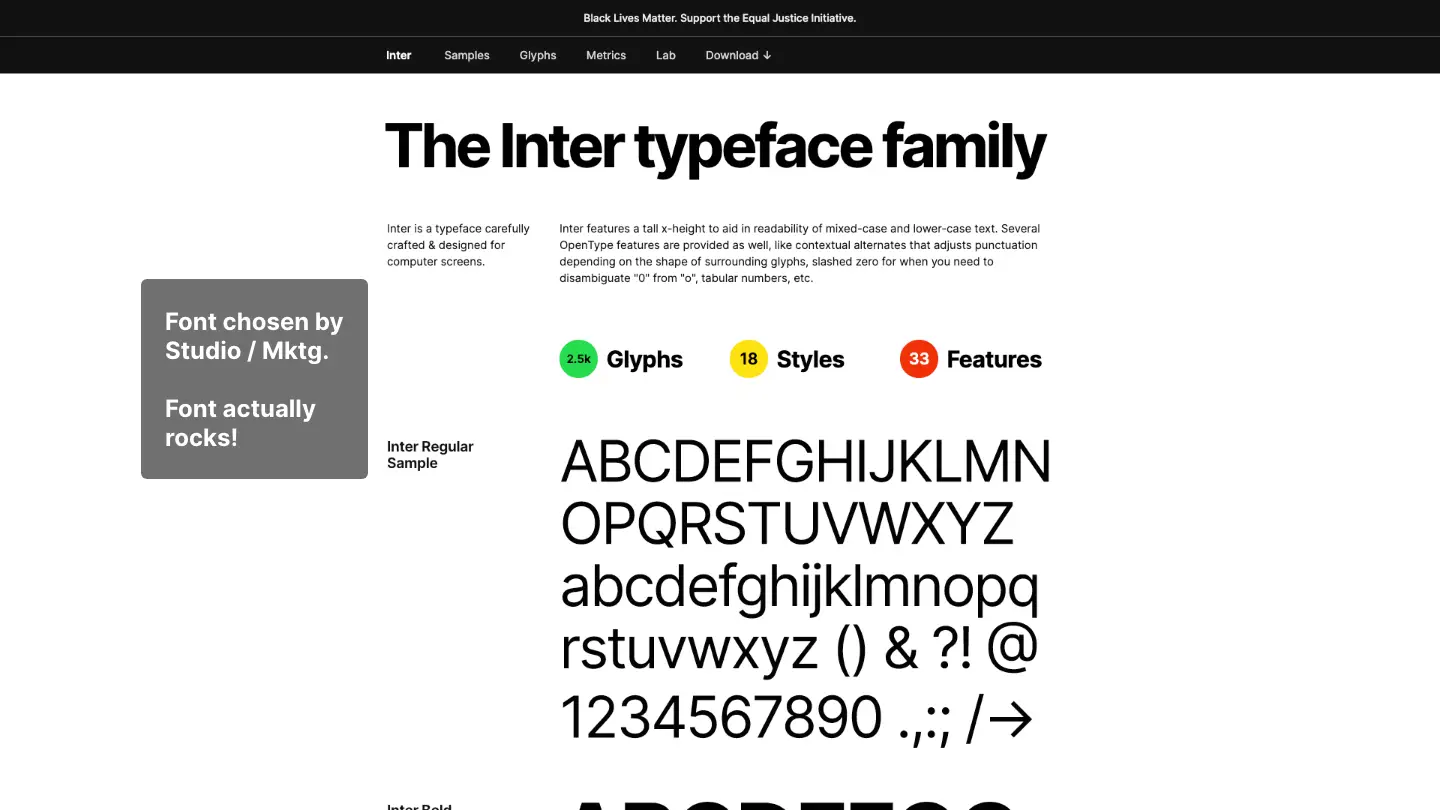 Black Lives Matter. Support the Equal Justice Initiative.
Inter Samples Glyphs Metrics Lab Download ↓
The Inter typeface family
Inter is a typeface carefully
crafted & designed for
computer screens.
Inter features a tall x-height to aid in readability of mixed-case and lower-case text. Several
OpenType features are provided as well, like contextual alternates that adjusts punctuation
depending on the shape of surrounding glyphs, slashed zero for when you need to
disambiguate "0" from "o", tabular numbers, etc.
Font chosen by
Studio / Mktg.
Font actually
rocks!
2.5k Glyphs 18 Styles 33 Features
Inter Regular
Sample
ABCDEFGHIJKLMN
OPQRSTUVWXYZ
abcdefghijklmnopq
rstuvwxyz () & ?! @
1234567890 .,:; /→
Inter Bold